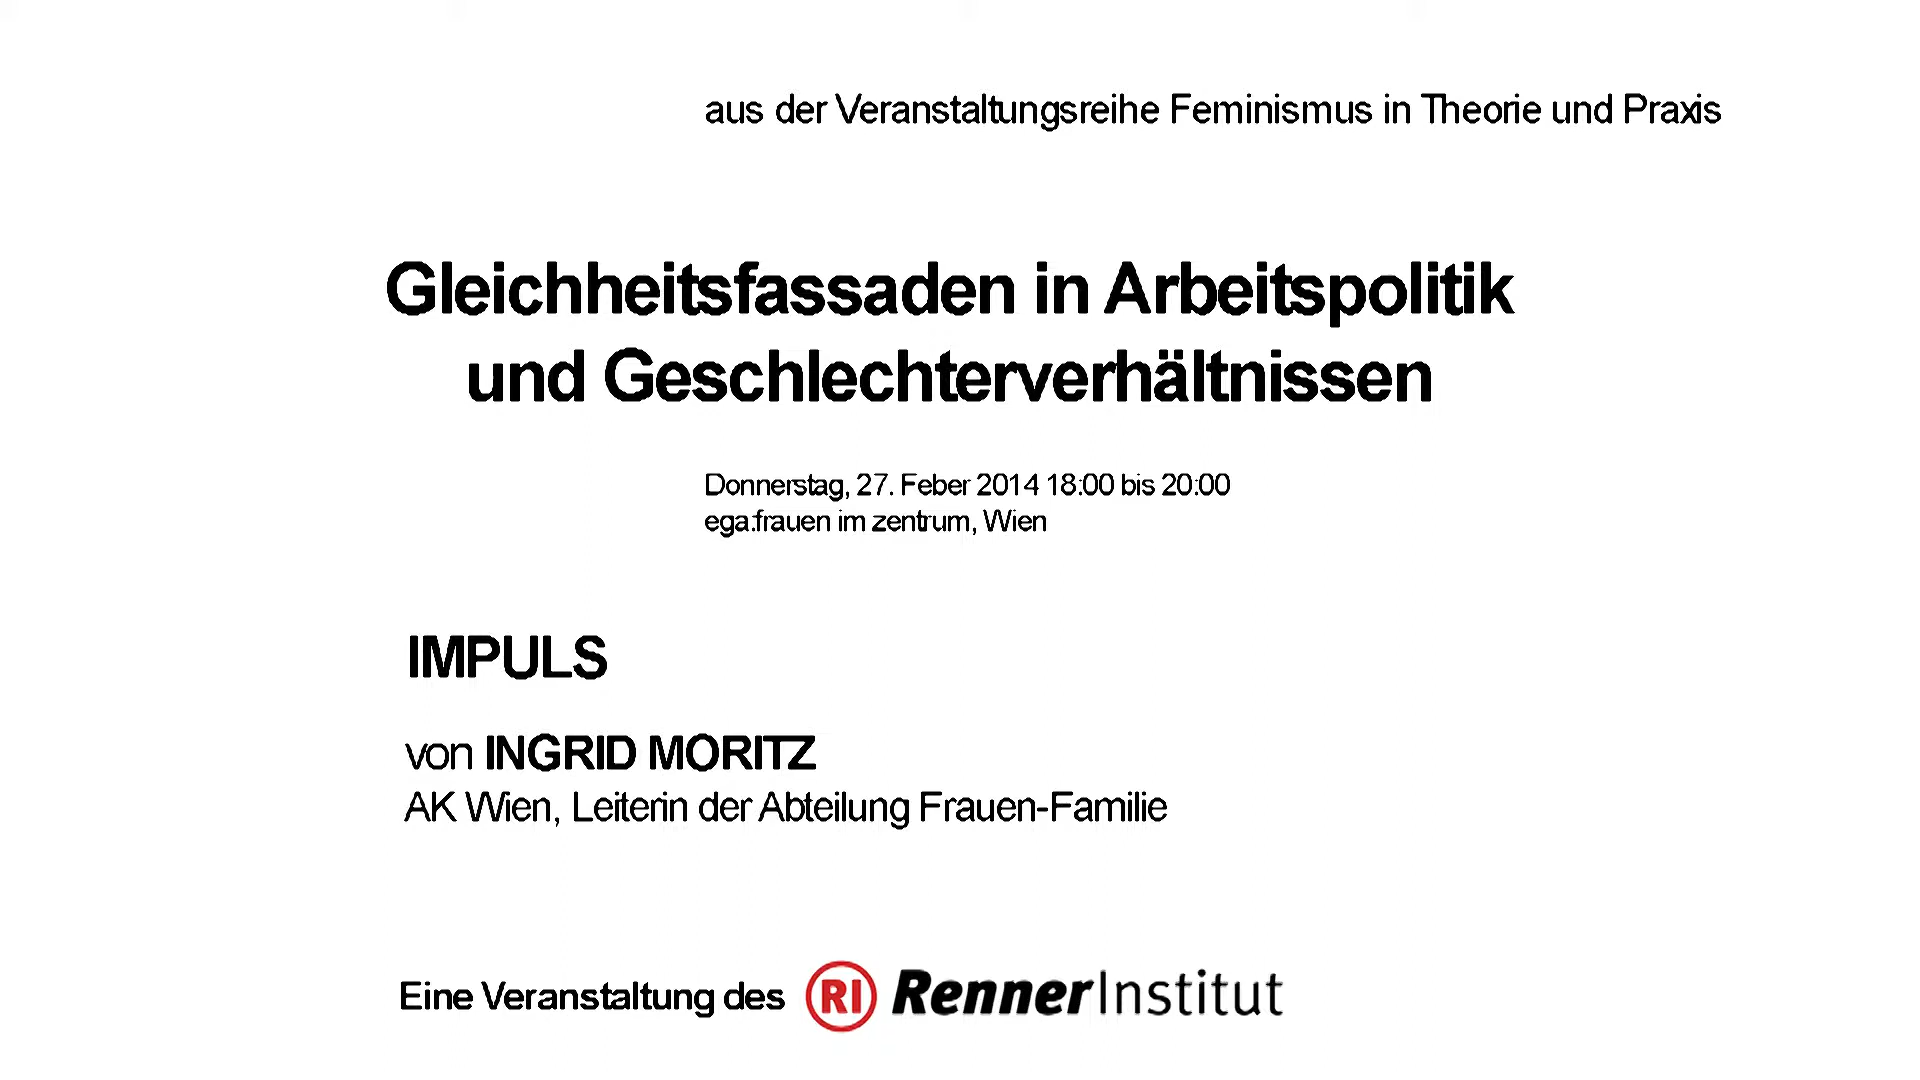 aus der Veranstaltungsreihe Feminismus in Theorie und Praxis
Gleichheitsfassaden in Arbeitspolitik
und Geschlechterverhältnissen
Donnerstag, 27. Feber 2014 18:00 bis 20:00
ega:frauen im zentrum, Wien
IMPULS
von INGRID MORITZ
AK Wien, Leiterin der Abteilung Frauen-Familie
Eine Veranstaltung des RI RennerInstitut